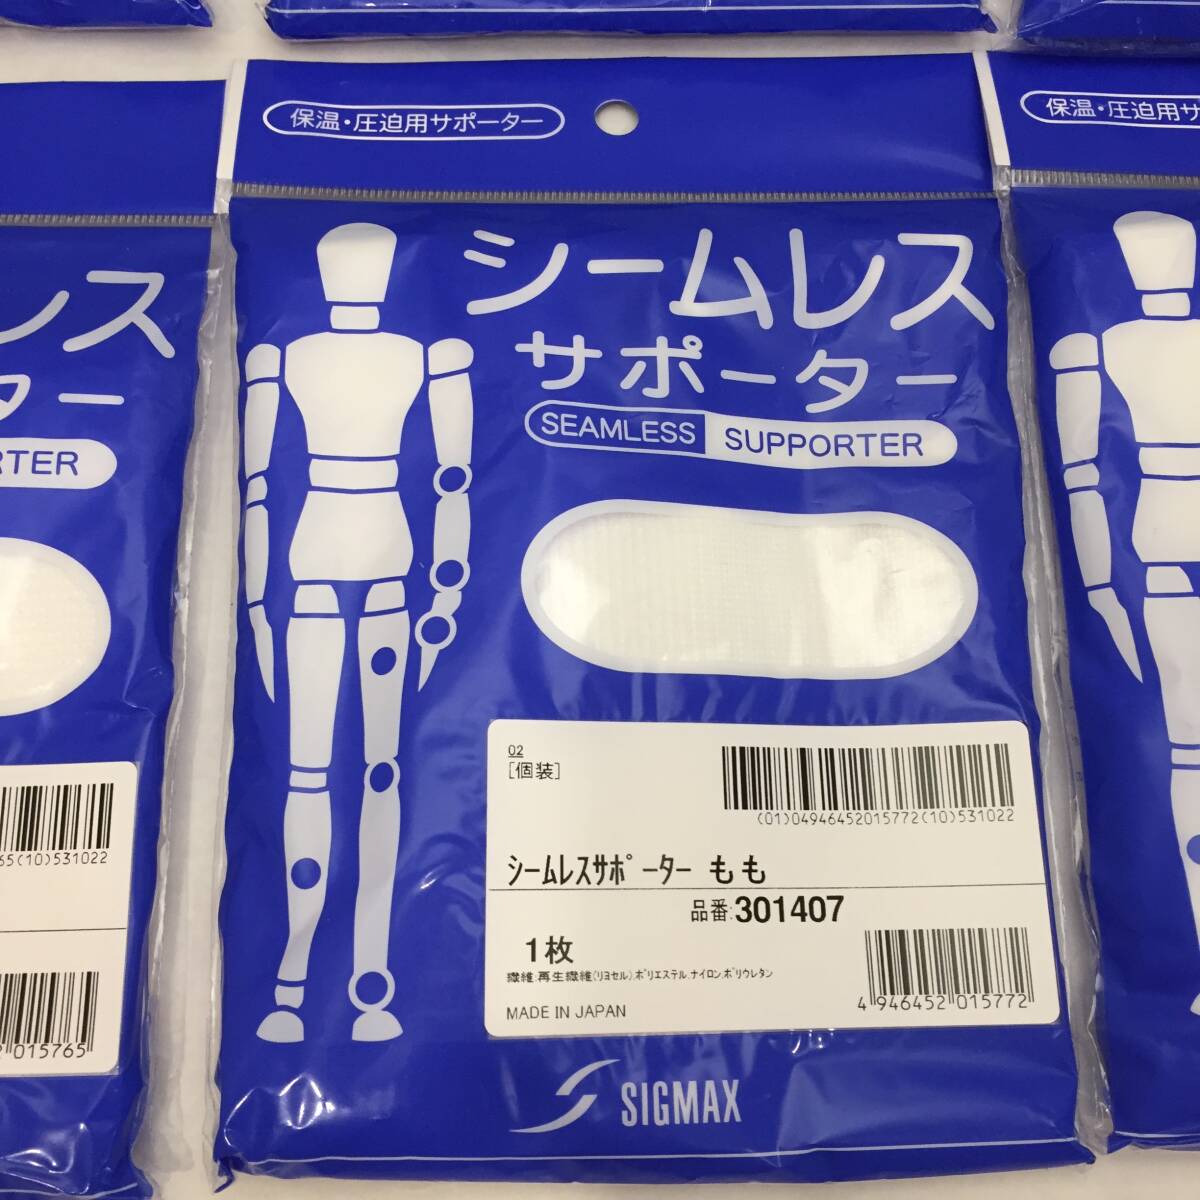 保温・圧迫用サポーター
シームレス
サポーター
SEAMLESS SUPPORTER
02
[個装]
(01)04946452015772(10)531022
シームレスサポーター もも
品番:301407
1枚
繊維:再生繊維(リヨセル),ポリエステル,ナイロン,ポリウレタン
4 946452 015772
MADE IN JAPAN
SIGMAX
レス
ター
RTER
65(10)531022
2 015765
保温・圧迫用サ